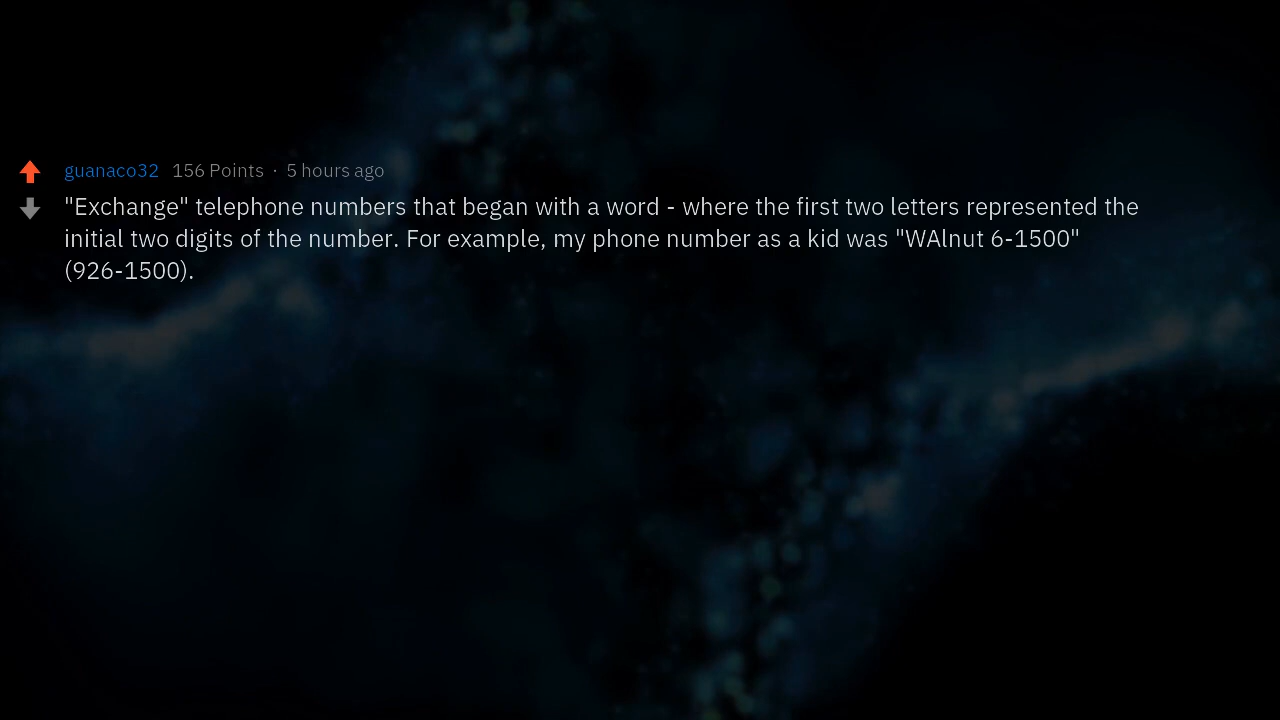 guanaco32 156 Points · 5 hours ago
"Exchange" telephone numbers that began with a word - where the first two letters represented the
initial two digits of the number. For example, my phone number as a kid was "WAlnut 6-1500"
(926-1500).